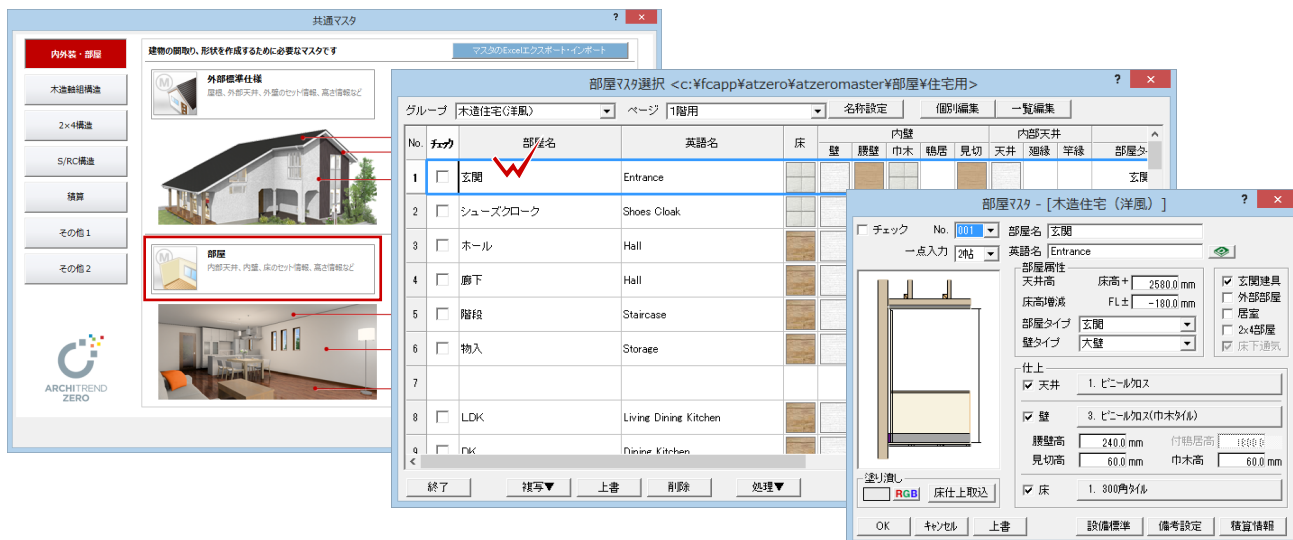 共通マスタ
? ×
内外装・部屋
木造軸組構造
2×4構造
S/RC構造
積算
その他1
その他2
ARCHITREND
ZERO
建物の間取り、形状を作成するために必要なマスタです
マスタのExcelエクスポート・インポート
M
外部標準仕様
屋根、外部天井、外壁のセット情報、高さ情報など
M
部屋
内部天井、内壁、床のセット情報、高さ情報など
部屋ﾏｽﾀ選択 <c:¥fcapp¥atzero¥atzeromaster¥部屋¥住宅用>
? ×
グループ 木造住宅(洋風) ページ 1階用 名称設定 個別編集 一覧編集
No. ﾁｪｯｸ 部屋名 英語名 床 内壁 内部天井
壁 腰壁 巾木 鴨居 見切 天井 廻縁 竿縁 部屋タ
1 玄関 Entrance 玄関
2 シューズクローク Shoes Cloak
3 ホール Hall
4 廊下 Hall
5 階段 Staircase
6 物入 Storage
7
8 LDK Living Dining Kitchen
9 DK Dining Kitchen
終了 複写▼ 上書 削除 処理▼
部屋ﾏｽﾀ - [木造住宅（洋風）]
? ×
チェック No. 001 部屋名 玄関
一点入力 英語名 Entrance
部屋属性
天井高 床高+ 2580.0 mm
床高増減 FL± -180.0 mm
部屋タイプ 玄関
壁タイプ 大壁
玄関建具
外部部屋
居室
2×4部屋
床下通気
仕上
天井 1. ﾋﾞﾆｰﾙｸﾛｽ
壁 3. ﾋﾞﾆｰﾙｸﾛｽ(巾木ﾀｲﾙ)
腰壁高 240.0 mm 付鴨居高
見切高 60.0 mm 巾木高 60.0 mm
床 1. 300角ﾀｲﾙ
塗り潰し
RGB 床仕上取込
OK ｷｬﾝｾﾙ 上書 設備標準 備考設定 積算情報